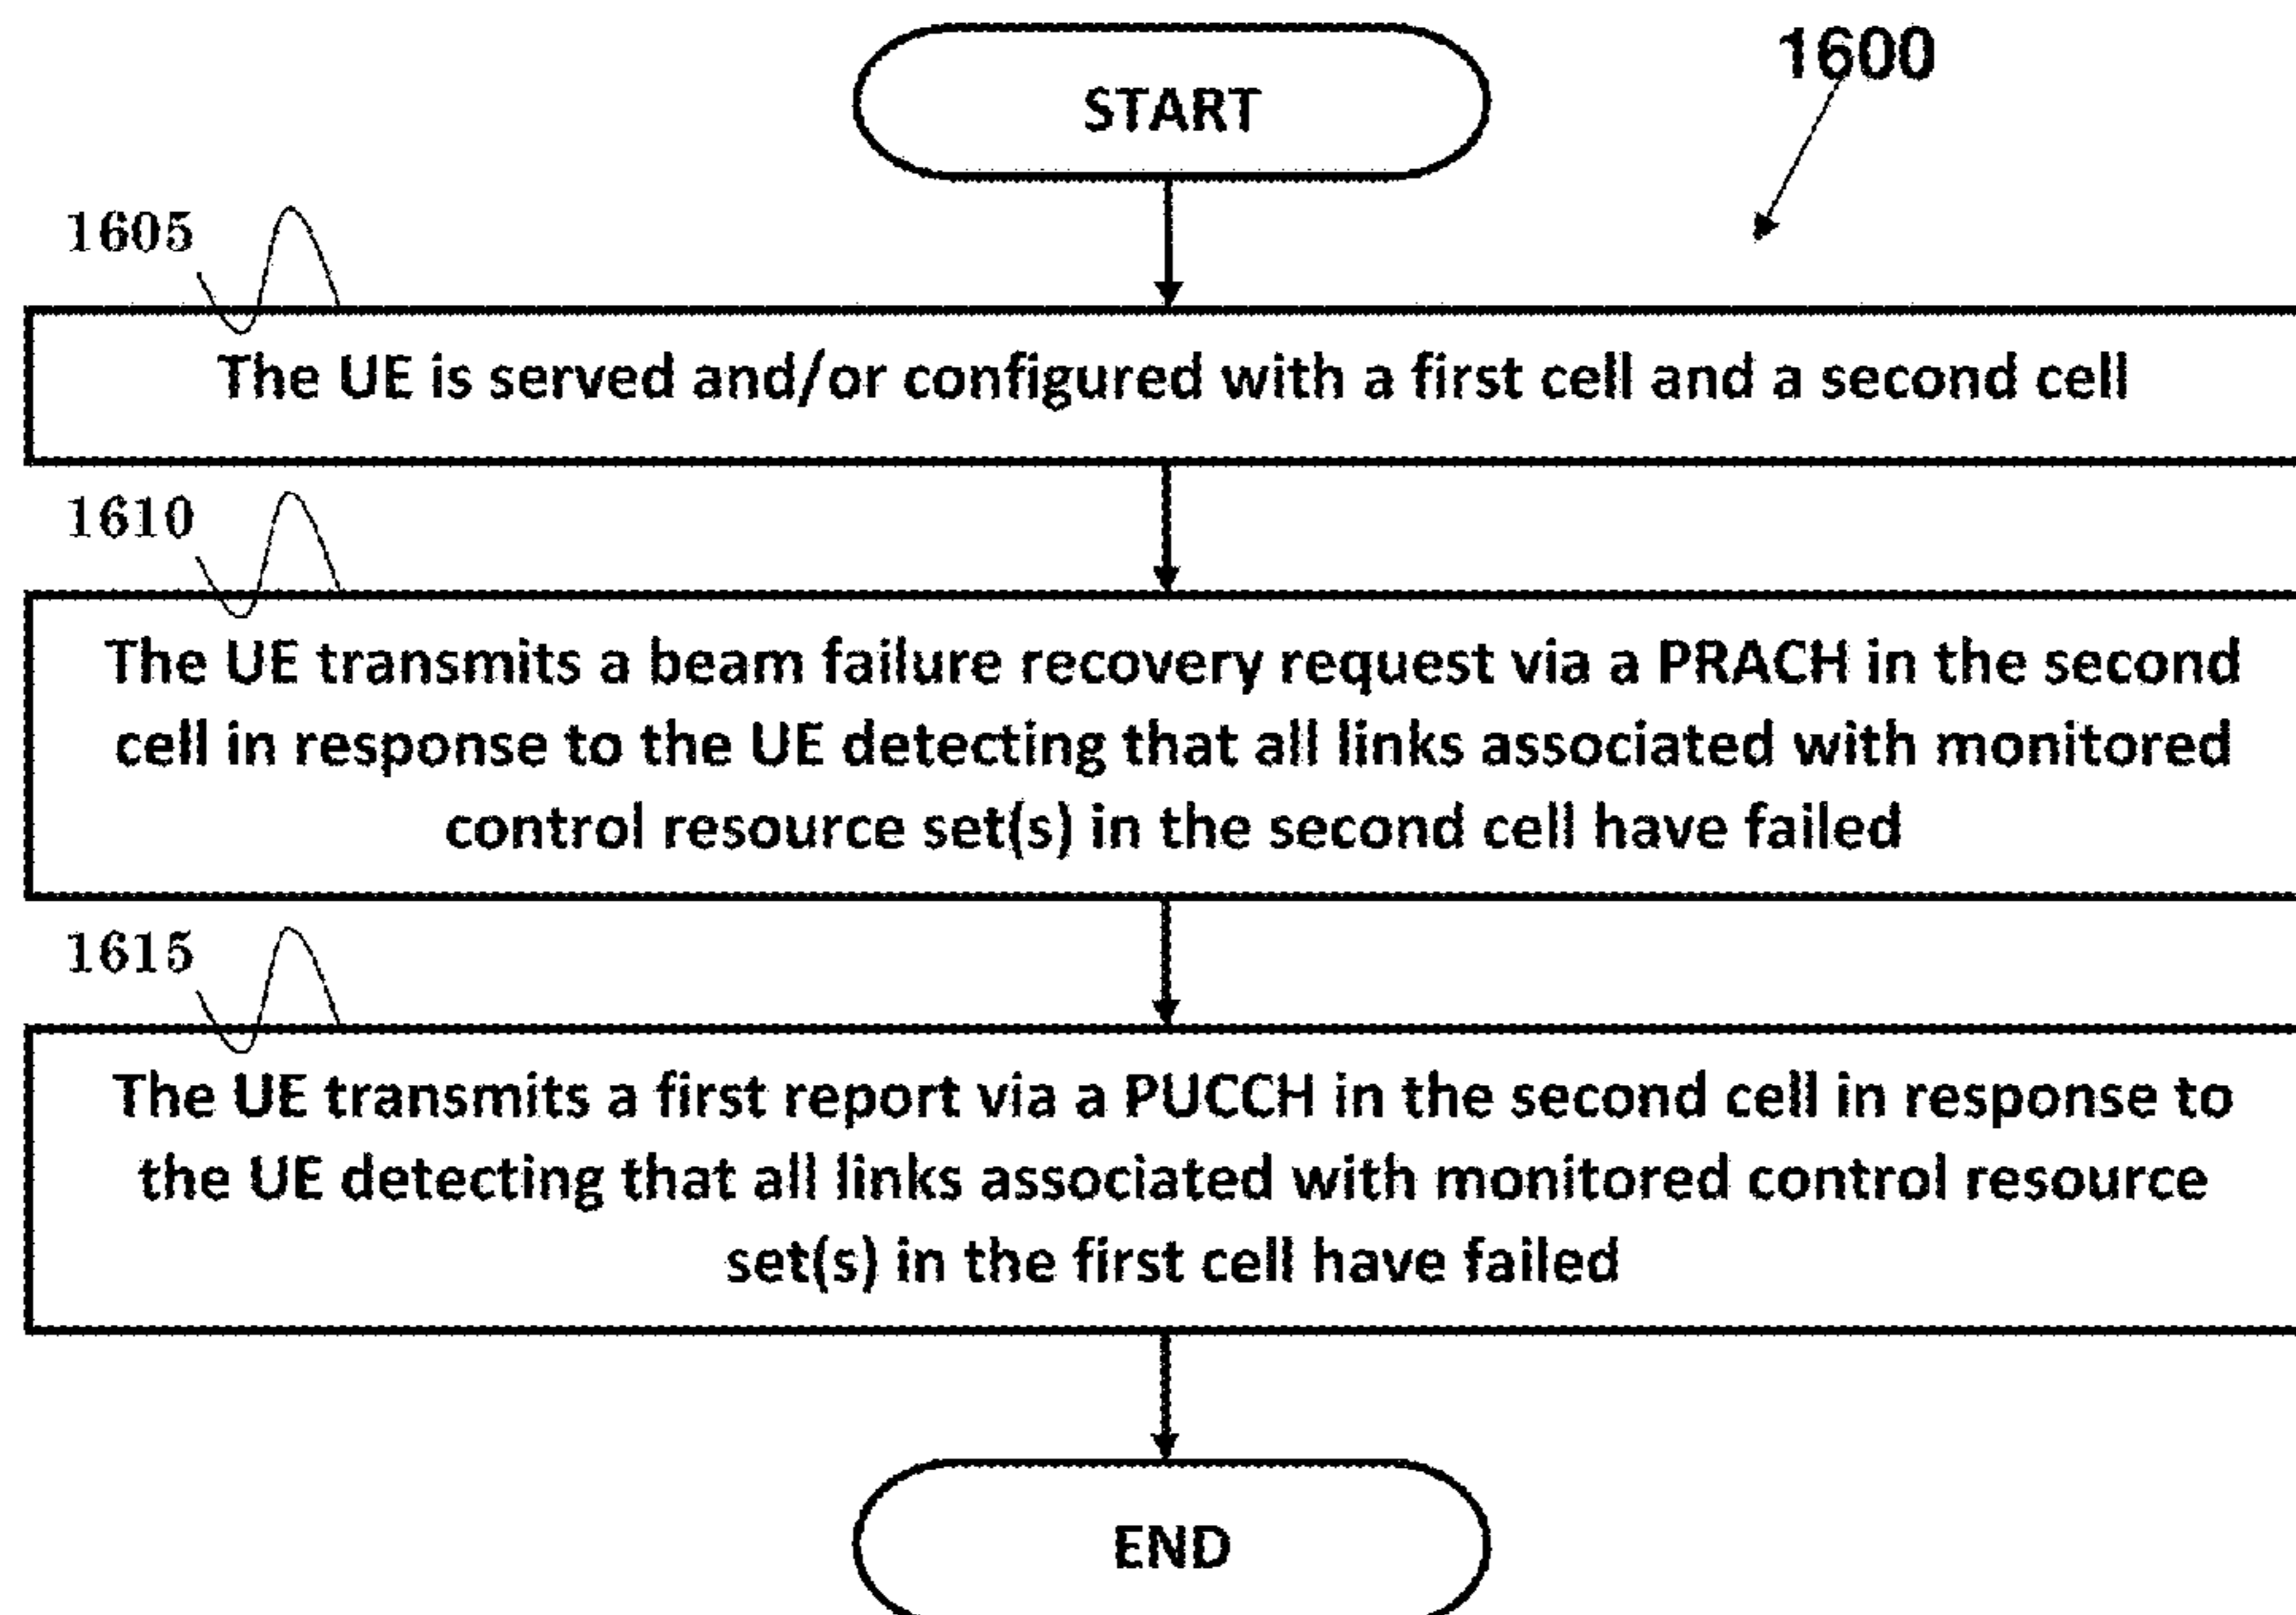 START
1600
1605
The UE is served and/or configured with a first cell and a second cell
1610
The UE transmits a beam failure recovery request via a PRACH in the second
cell in response to the UE detecting that all links associated with monitored
control resource set(s) in the second cell have failed
1615
The UE transmits a first report via a PUCCH in the second cell in response to
the UE detecting that all links associated with monitored control resource
set(s) in the first cell have failed
END